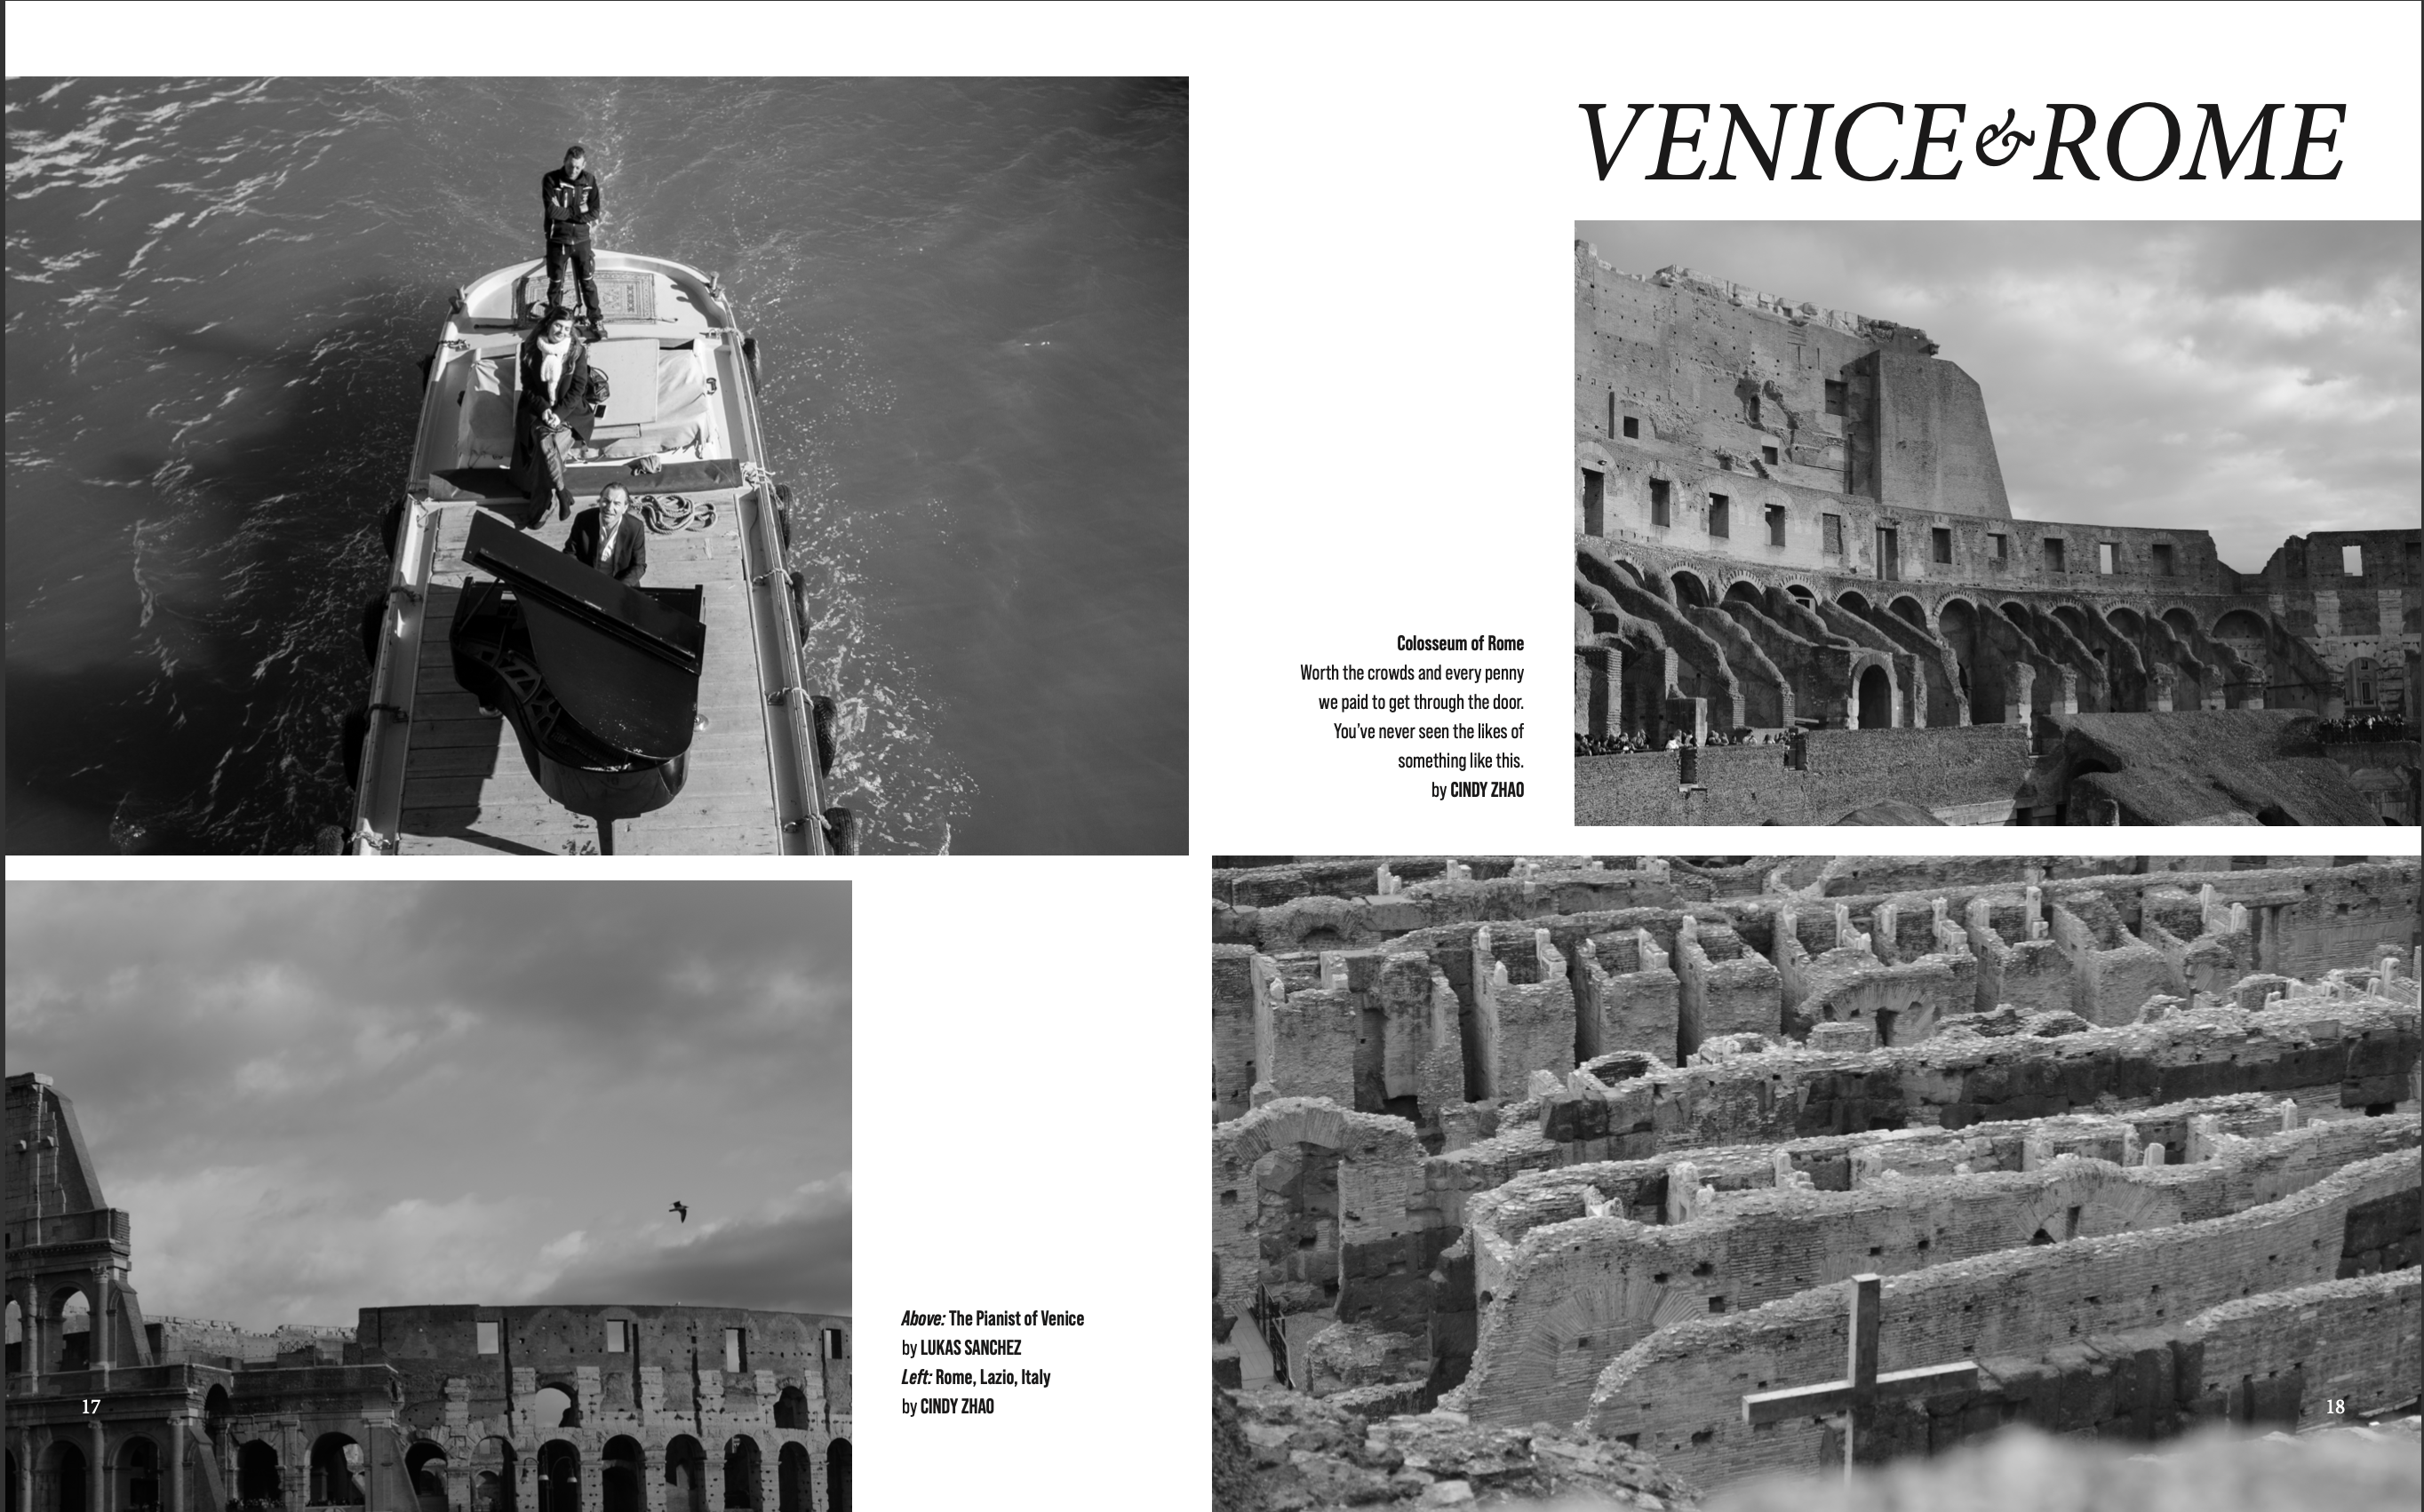 VENICE & ROME
Colosseum of Rome
Worth the crowds and every penny
we paid to get through the door.
You've never seen the likes of
something like this.
by CINDY ZHAO
Above: The Pianist of Venice
by LUKAS SANCHEZ
Left: Rome, Lazio, Italy
by CINDY ZHAO
17
18